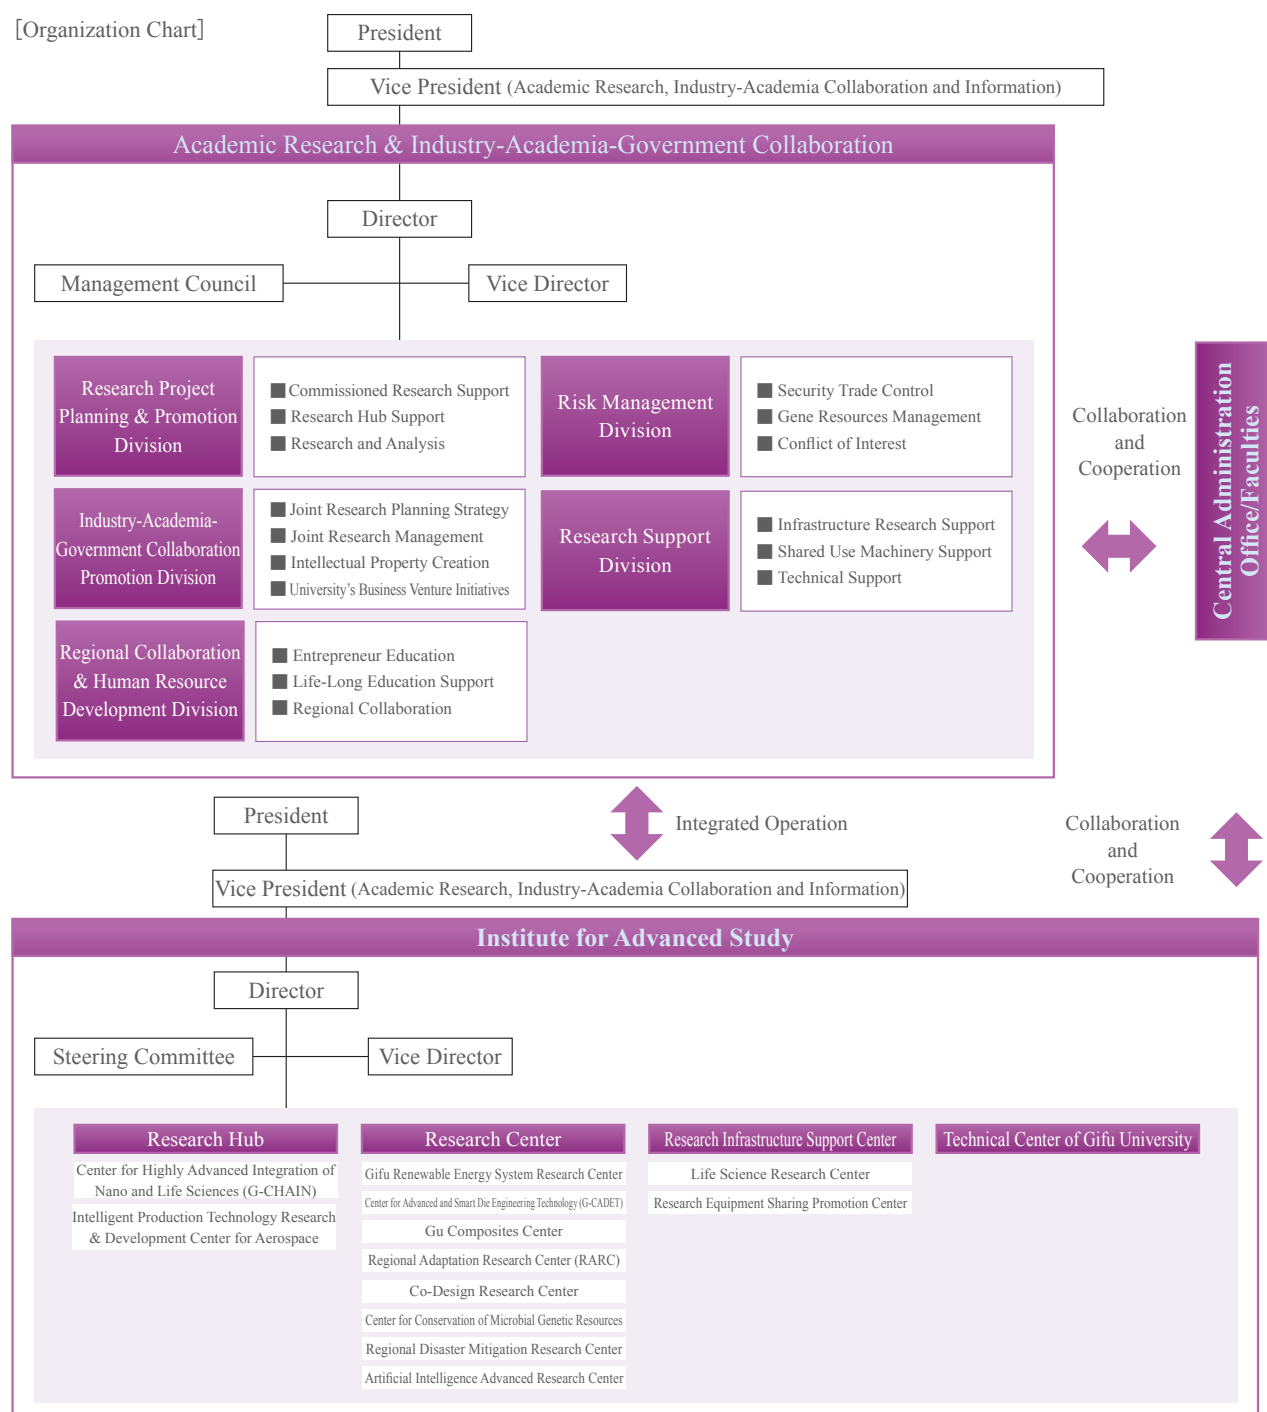 [Organization Chart]
President
Vice President (Academic Research, Industry-Academia Collaboration and Information)
Academic Research & Industry-Academia-Government Collaboration
Director
Management Council
Vice Director
Research Project
Planning & Promotion
Division
■ Commissioned Research Support
■ Research Hub Support
■ Research and Analysis
Risk Management
Division
■ Security Trade Control
■ Gene Resources Management
■ Conflict of Interest
Industry-Academia-
Government Collaboration
Promotion Division
■ Joint Research Planning Strategy
■ Joint Research Management
■ Intellectual Property Creation
■ University's Business Venture Initiatives
Research Support
Division
■ Infrastructure Research Support
■ Shared Use Machinery Support
■ Technical Support
Regional Collaboration
& Human Resource
Development Division
■ Entrepreneur Education
■ Life-Long Education Support
■ Regional Collaboration
Collaboration
and
Cooperation
Central Administration
Office/Faculties
President
Integrated Operation
Collaboration
and
Cooperation
Vice President (Academic Research, Industry-Academia Collaboration and Information)
Institute for Advanced Study
Director
Steering Committee
Vice Director
Research Hub
Center for Highly Advanced Integration of
Nano and Life Sciences (G-CHAIN)
Intelligent Production Technology Research
& Development Center for Aerospace
Research Center
Gifu Renewable Energy System Research Center
Center for Advanced and Smart Die Engineering Technology (G-CADET)
Gu Composites Center
Regional Adaptation Research Center (RARC)
Co-Design Research Center
Center for Conservation of Microbial Genetic Resources
Regional Disaster Mitigation Research Center
Artificial Intelligence Advanced Research Center
Research Infrastructure Support Center
Life Science Research Center
Research Equipment Sharing Promotion Center
Technical Center of Gifu University